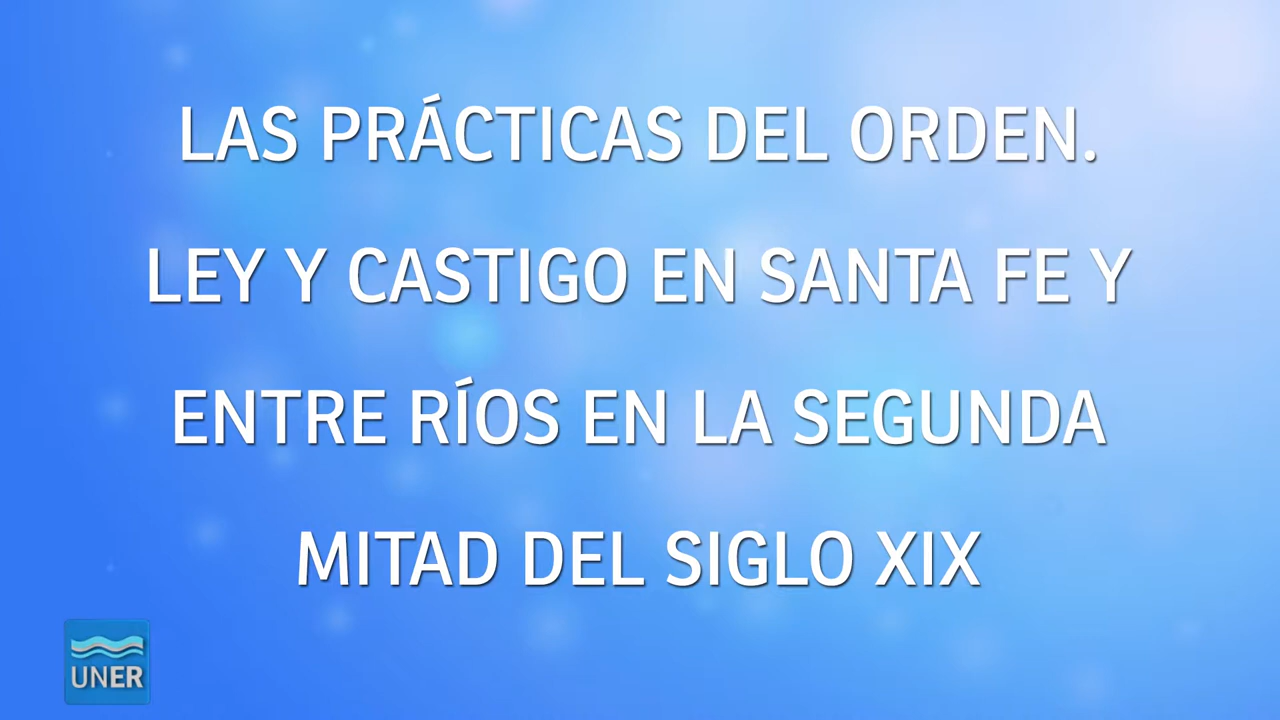 LAS PRÁCTICAS DEL ORDEN.
LEY Y CASTIGO EN SANTA FE Y
ENTRE RÍOS EN LA SEGUNDA
MITAD DEL SIGLO XIX
UNER